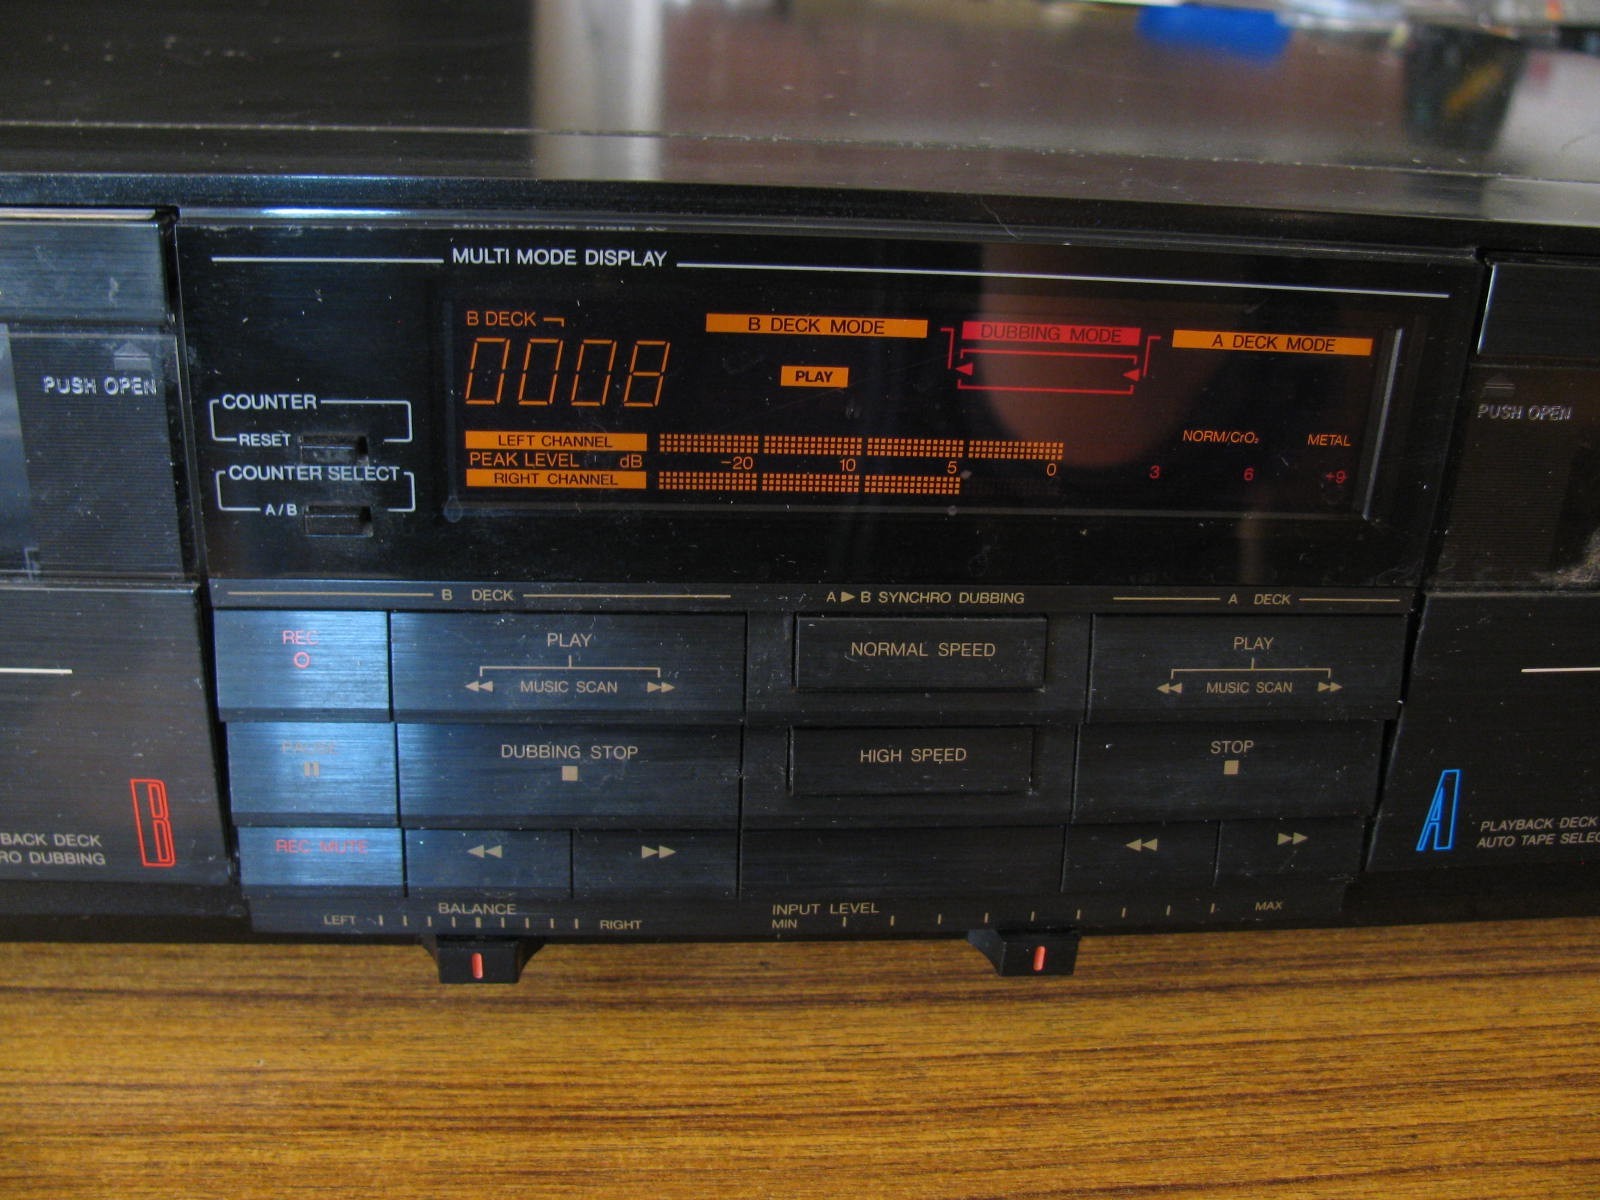 MULTI MODE DISPLAY
B DECK
B DECK MODE
DUBBING MODE
A DECK MODE
0008
PLAY
PUSH OPEN
PUSH OPEN
COUNTER
RESET
COUNTER SELECT
A/B
LEFT CHANNEL
PEAK LEVEL dB
-20 10 5 0 3 6 +9
RIGHT CHANNEL
NORM/CrO₂
METAL
B DECK
A ▶ B SYNCHRO DUBBING
A DECK
REC
PLAY
MUSIC SCAN
NORMAL SPEED
PLAY
MUSIC SCAN
PAUSE
DUBBING STOP
HIGH SPEED
STOP
REC MUTE
B
BACK DECK
RO DUBBING
A
PLAYBACK DECK
AUTO TAPE SELEC
BALANCE
LEFT
RIGHT
INPUT LEVEL
MIN
MAX